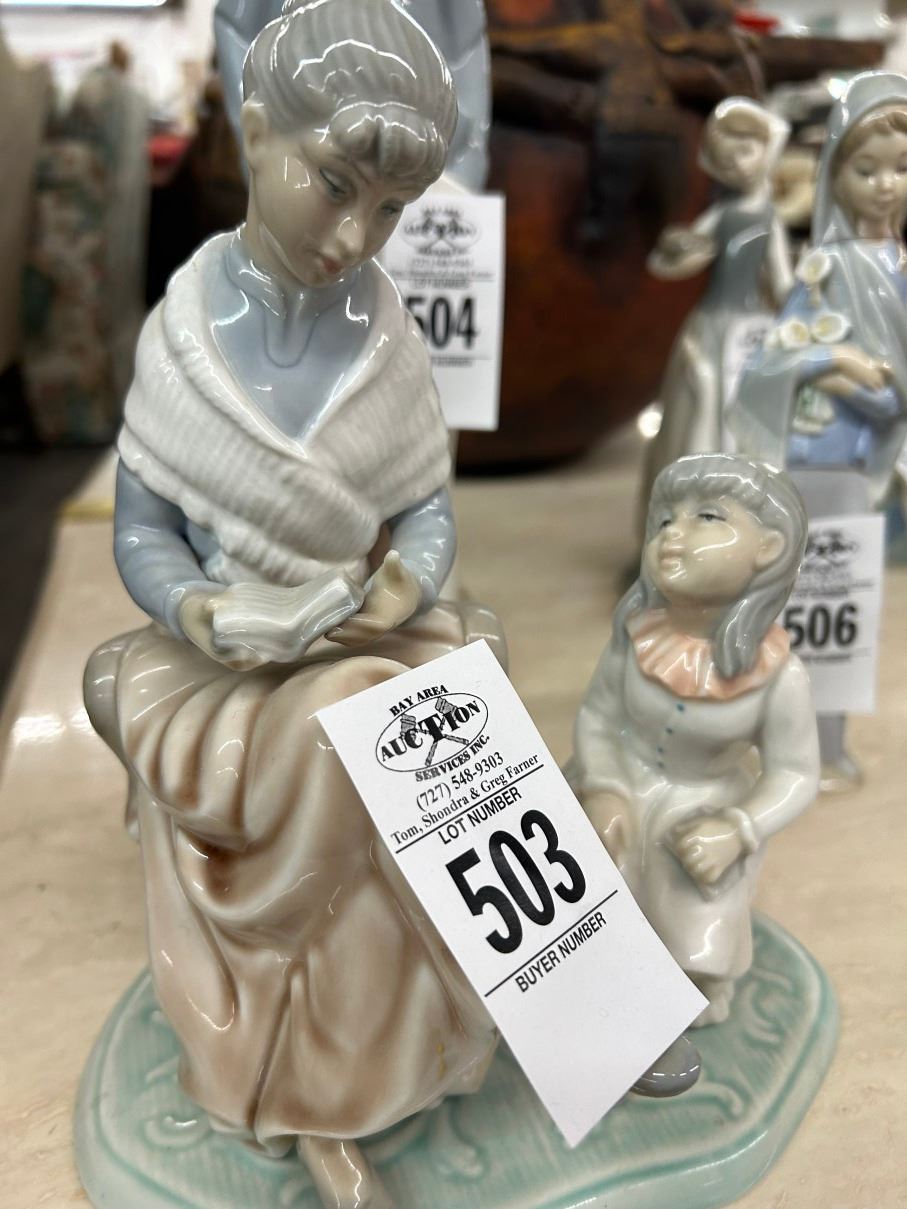 BAY AREA
AUCTION
SERVICES INC.
(727) 548-9303
Tom, Shondra & Greg Farner
LOT NUMBER
503
BUYER NUMBER
504
506